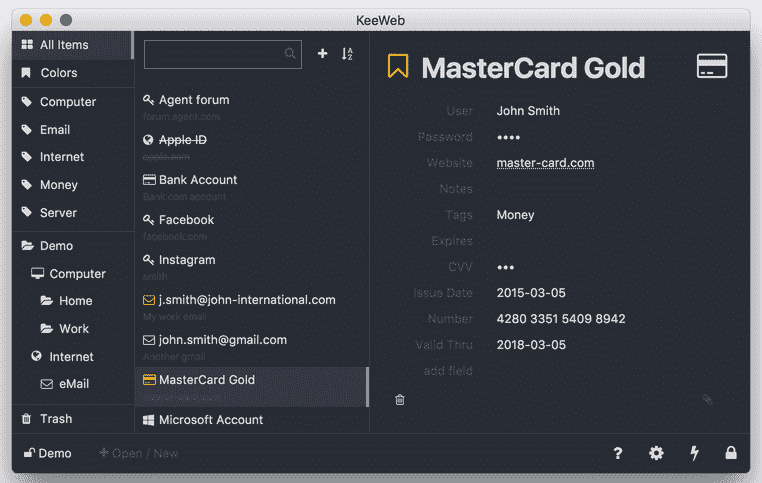 KeeWeb
All Items
Colors
Computer
Email
Internet
Money
Server
Demo
Computer
Home
Work
Internet
eMail
Trash
Agent forum
forum.agent.com
Apple ID
apple.com
Bank Account
Bank.com account
Facebook
facebook.com
Instagram
smith
j.smith@john-international.com
My work email
john.smith@gmail.com
Another gmail
MasterCard Gold
Microsoft Account
MasterCard Gold
User John Smith
Password ••••
Website master-card.com
Notes
Tags Money
Expires
CVV •••
Issue Date 2015-03-05
Number 4280 3351 5409 8942
Valid Thru 2018-03-05
add field
Demo
Open / New
?